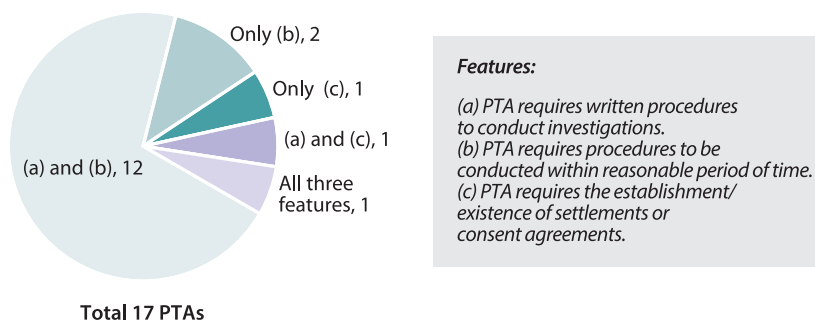 Only (b), 2
Only (c), 1
(a) and (c), 1
(a) and (b), 12
All three
features, 1
Total 17 PTAs
Features:
(a) PTA requires written procedures
to conduct investigations.
(b) PTA requires procedures to be
conducted within reasonable period of time.
(c) PTA requires the establishment/
existence of settlements or
consent agreements.